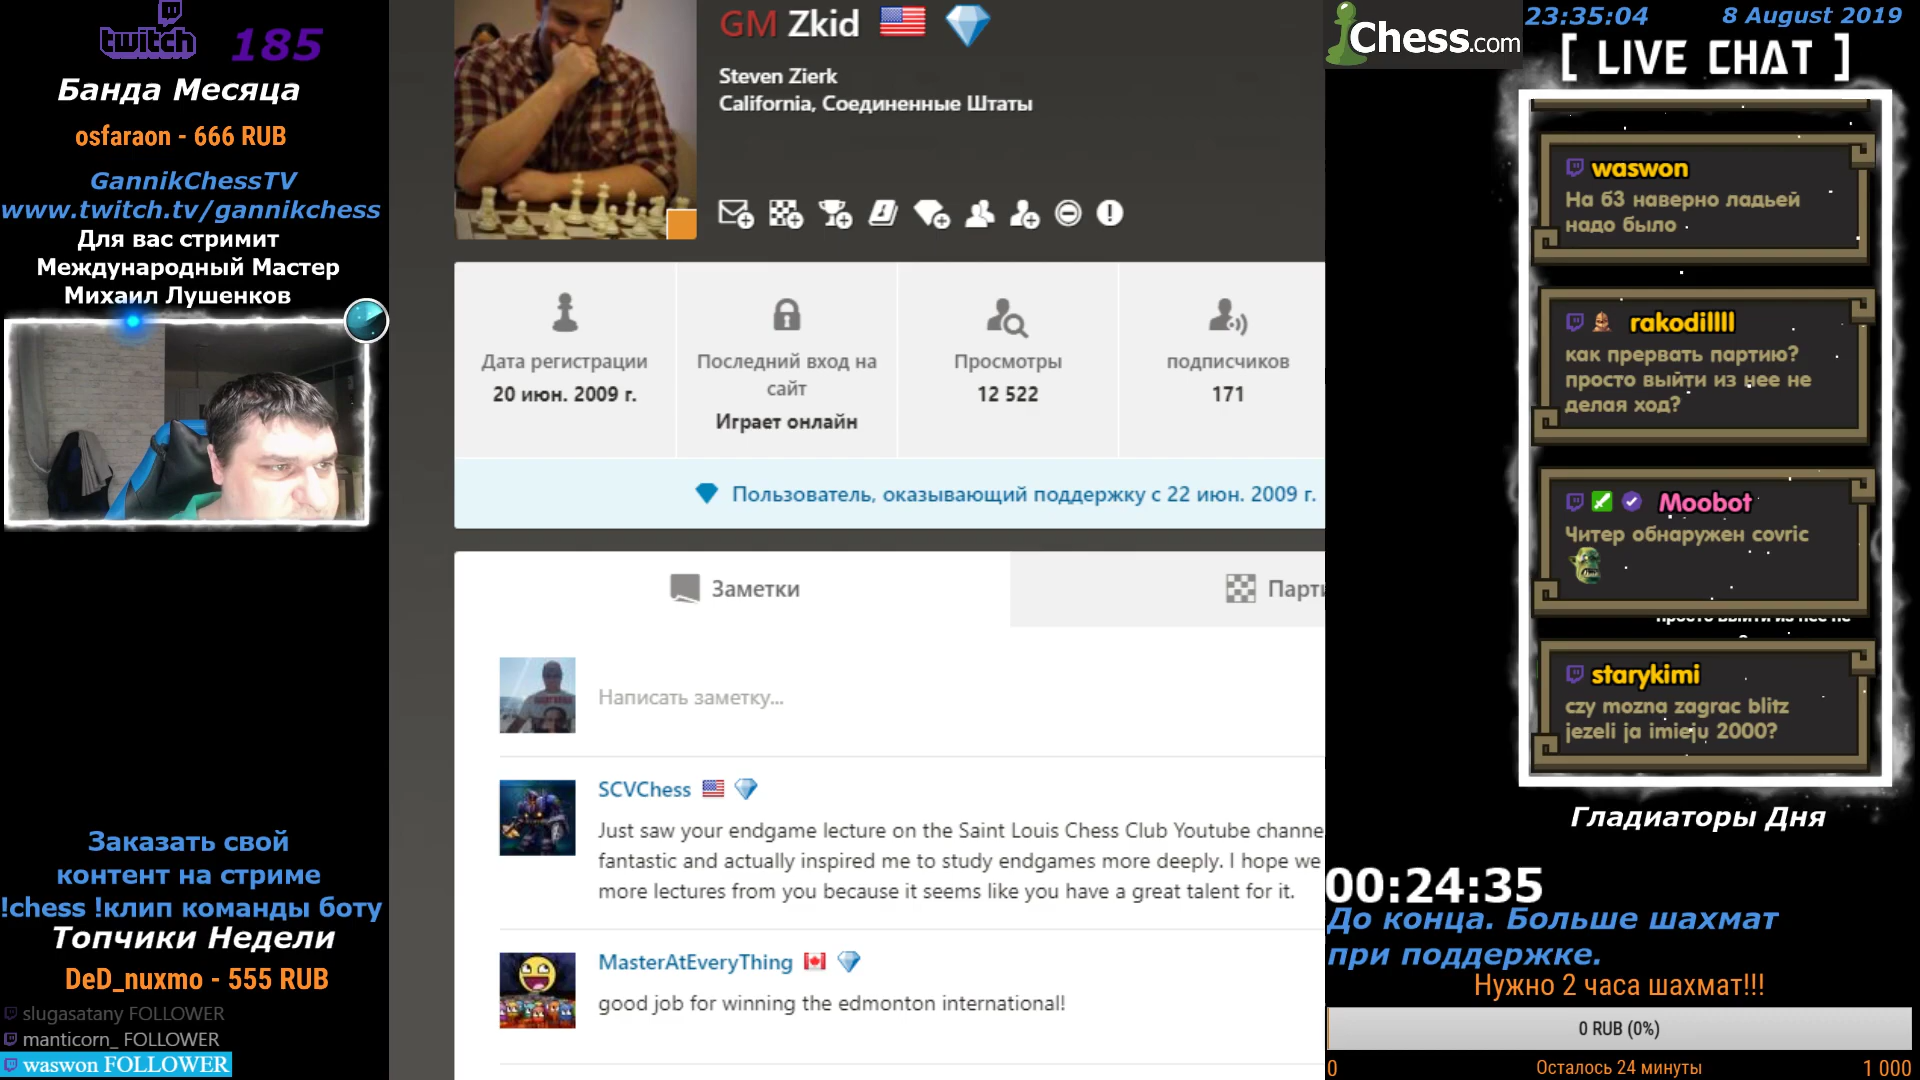 twitch 185
Банда Месяца
osfaraon - 666 RUB
GannikChessTV
www.twitch.tv/gannikchess
Для вас стримит
Международный Мастер
Михаил Лушенков
Заказать свой
контент на стриме
!chess !клип команды боту
Топчики Недели
DeD_nuxmo - 555 RUB
slugasatany FOLLOWER
manticorn_ FOLLOWER
waswon FOLLOWER
GM Zkid
Steven Zierk
California, Соединенные Штаты
Дата регистрации
20 июн. 2009 г.
Последний вход на
сайт
Играет онлайн
Просмотры
12 522
подписчиков
171
Пользователь, оказывающий поддержку с 22 июн. 2009 г.
Заметки
Парти
Написать заметку...
SCVChess
Just saw your endgame lecture on the Saint Louis Chess Club Youtube channe
fantastic and actually inspired me to study endgames more deeply. I hope we
more lectures from you because it seems like you have a great talent for it.
MasterAtEveryThing
good job for winning the edmonton international!
Chess.com
23:35:04 8 August 2019
[ LIVE CHAT ]
waswon
На б3 наверно ладьей
надо было
rakodillll
как прервать партию?
просто выйти из нее не
делая ход?
Moobot
Читер обнаружен covric
просто выйти из нее не
starykimi
czy mozna zagrac blitz
jezeli ja imieju 2000?
Гладиаторы Дня
00:24:35
До конца. Больше шахмат
при поддержке.
Нужно 2 часа шахмат!!!
0 RUB (0%)
0 Осталось 24 минуты 1 000